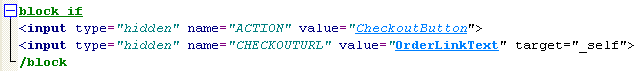 block if
<input type="hidden" name="ACTION" value="CheckoutButton">
<input type="hidden" name="CHECKOUTURL" value="OrderLinkText" target="_self">
/block